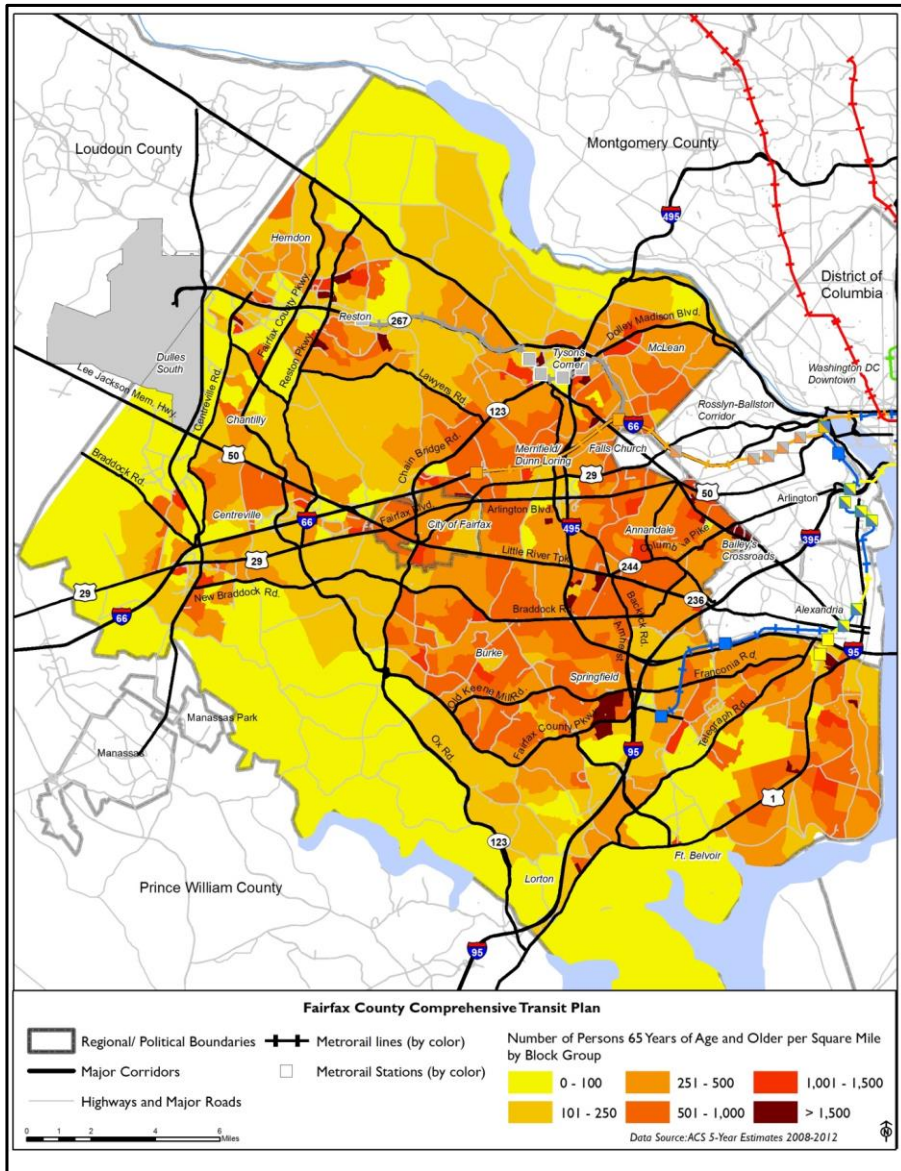 Loudoun County
Montgomery County
495
Herndon
District of
Columbia
Fairfax County Pkwy.
Reston
267
Reston Pkwy.
Dolley Madison Blvd.
McLean
Tysons
Corner
Dulles
South
Washington DC
Downtown
Lee Jackson Mem. Hwy.
Centreville Rd.
Lawyers Rd.
123
Rosslyn-Ballston
Corridor
Chantilly
66
Chain Bridge Rd.
Merrifield/
Dunn Loring
Falls Church
50
29
50
Braddock Rd.
Arlington
Centreville
66
Fairfax Blvd.
City of Fairfax
Arlington Blvd.
495
Annandale
395
Columb
ia Pike
Bailey's
Crossroads
Little River Tpk.
29
244
29
New Braddock Rd.
236
66
Braddock Rd.
Backlick Rd.
Amherst
Alexandria
95
Burke
Springfield
Franconia Rd.
Old Keene Mill Rd.
Fairfax County Pkwy.
Telegraph Rd.
Manassas Park
Manassas
Ox Rd.
95
1
123
Ft. Belvoir
Lorton
Prince William County
95
Fairfax County Comprehensive Transit Plan
Regional/ Political Boundaries
Metrorail lines (by color)
Number of Persons 65 Years of Age and Older per Square Mile
by Block Group
Major Corridors
Metrorail Stations (by color)
0 - 100
251 - 500
1,001 - 1,500
Highways and Major Roads
101 - 250
501 - 1,000
> 1,500
0 1 2 4 6
Miles
Data Source:ACS 5-Year Estimates 2008-2012
N